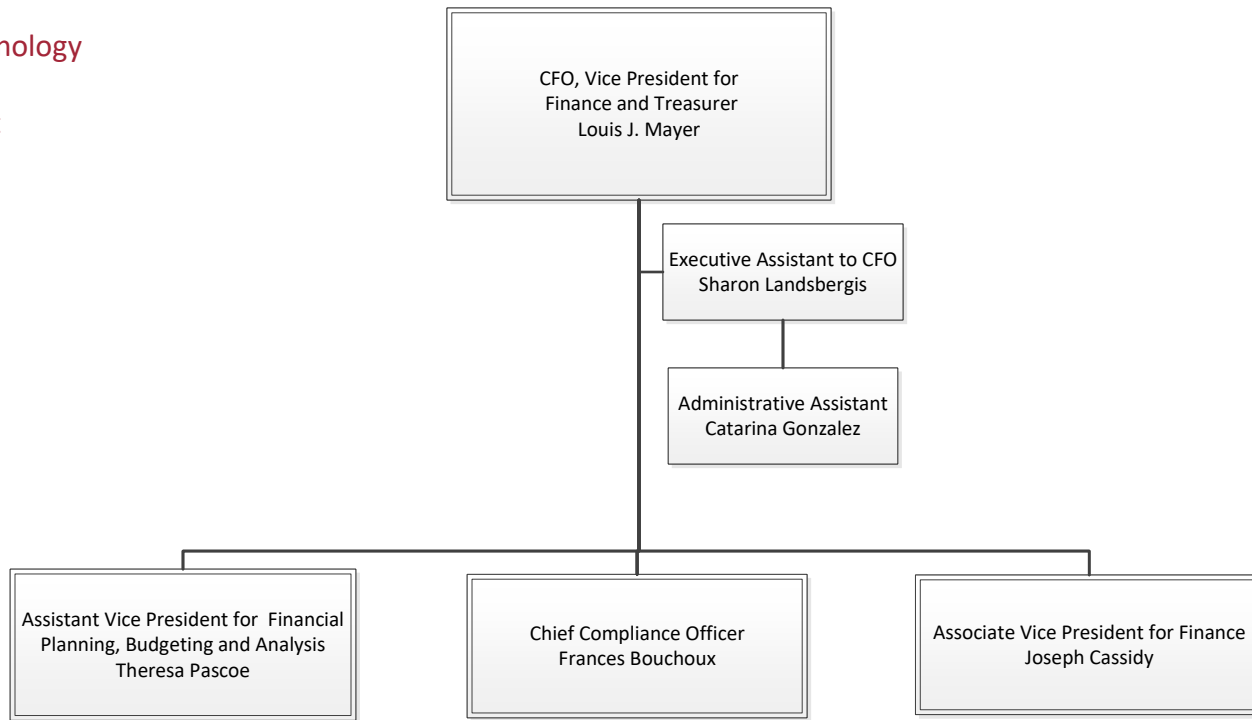 CFO, Vice President for
Finance and Treasurer
Louis J. Mayer
Executive Assistant to CFO
Sharon Landsbergis
Administrative Assistant
Catarina Gonzalez
Assistant Vice President for Financial
Planning, Budgeting and Analysis
Theresa Pascoe
Chief Compliance Officer
Frances Bouchoux
Associate Vice President for Finance
Joseph Cassidy